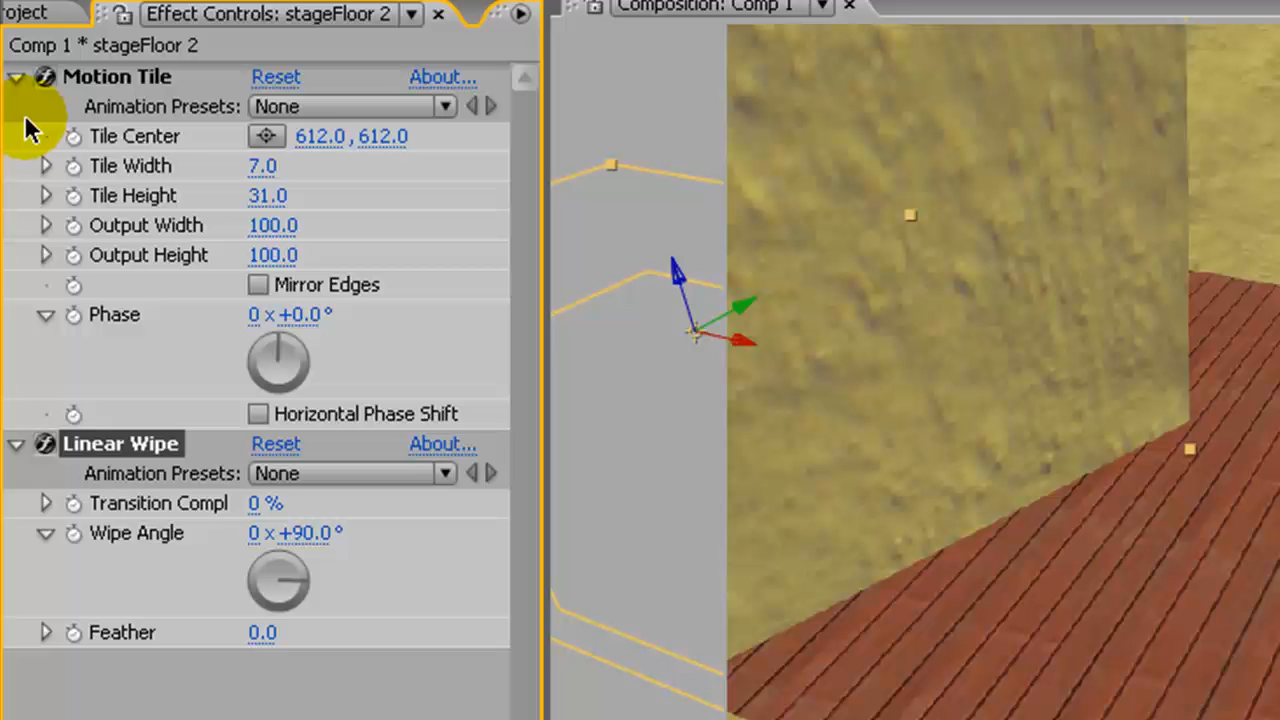 oject
Effect Controls: stageFloor 2
Composition: Comp 1
Comp 1 * stageFloor 2
Motion Tile Reset About...
Animation Presets: None
Tile Center 612.0, 612.0
Tile Width 7.0
Tile Height 31.0
Output Width 100.0
Output Height 100.0
Mirror Edges
Phase 0 x +0.0°
Horizontal Phase Shift
Linear Wipe Reset About...
Animation Presets: None
Transition Compl 0 %
Wipe Angle 0 x +90.0°
Feather 0.0